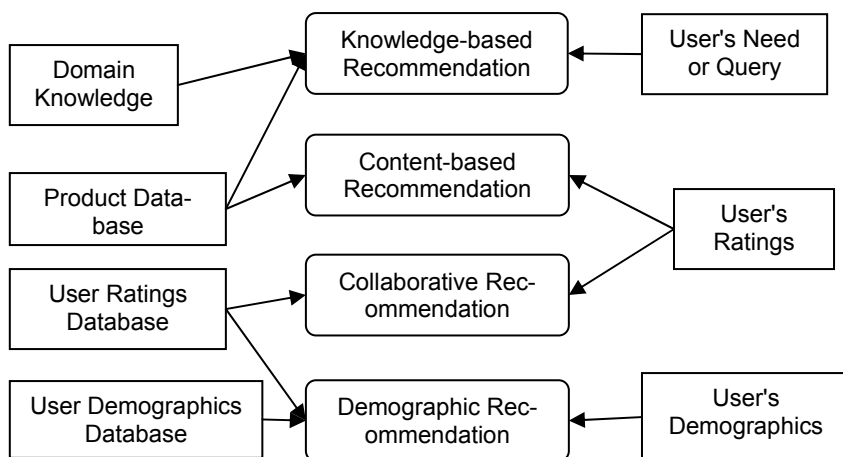 Domain
Knowledge
Product Data-
base
User Ratings
Database
User Demographics
Database
Knowledge-based
Recommendation
Content-based
Recommendation
Collaborative Rec-
ommendation
Demographic Rec-
ommendation
User's Need
or Query
User's
Ratings
User's
Demographics